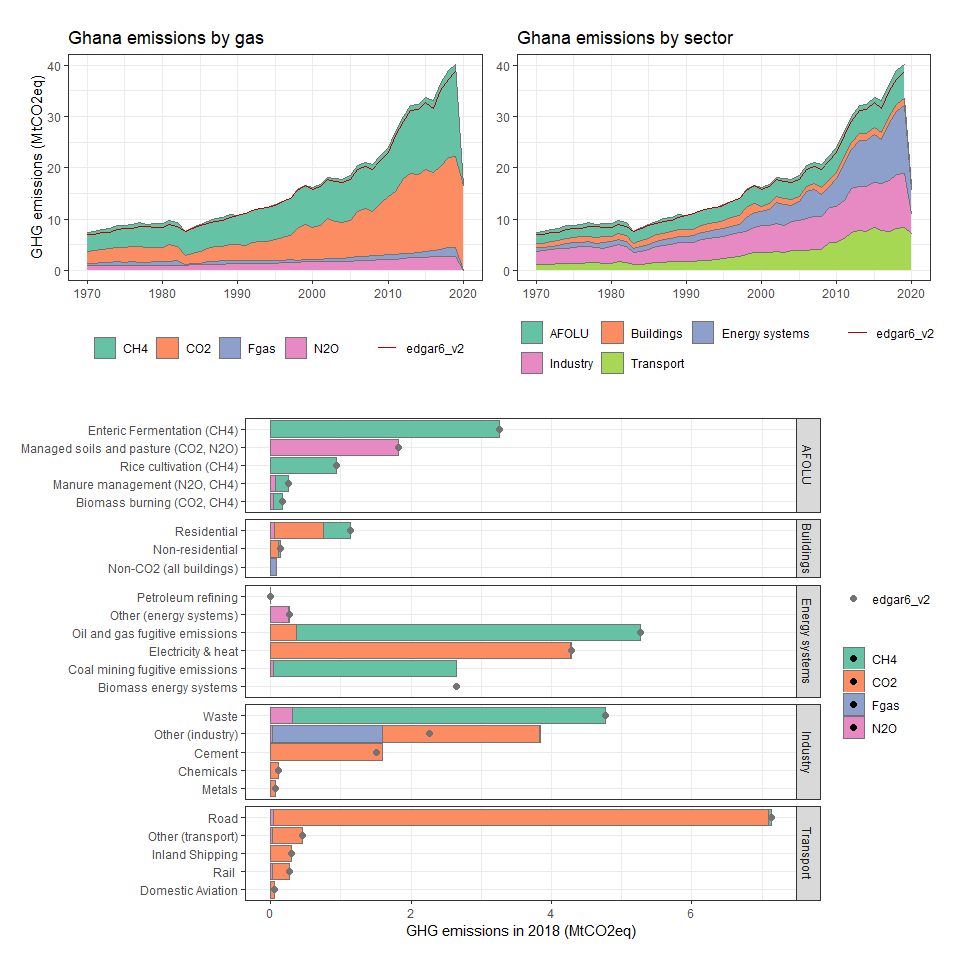 Ghana emissions by gas
GHG emissions (MtCO2eq)
40
30
20
10
0
1970
1980
1990
2000
2010
2020
CH4
CO2
Fgas
N2O
edgar6_v2
Ghana emissions by sector
40
30
20
10
0
1970
1980
1990
2000
2010
2020
AFOLU
Buildings
Energy systems
edgar6_v2
Industry
Transport
Enteric Fermentation (CH4)
Managed soils and pasture (CO2, N2O)
Rice cultivation (CH4)
Manure management (N2O, CH4)
Biomass burning (CO2, CH4)
AFOLU
Residential
Non-residential
Non-CO2 (all buildings)
Buildings
Petroleum refining
Other (energy systems)
Oil and gas fugitive emissions
Electricity & heat
Coal mining fugitive emissions
Biomass energy systems
Energy systems
Waste
Other (industry)
Cement
Chemicals
Metals
Industry
Road
Other (transport)
Inland Shipping
Rail
Domestic Aviation
Transport
0
2
4
6
GHG emissions in 2018 (MtCO2eq)
edgar6_v2
CH4
CO2
Fgas
N2O